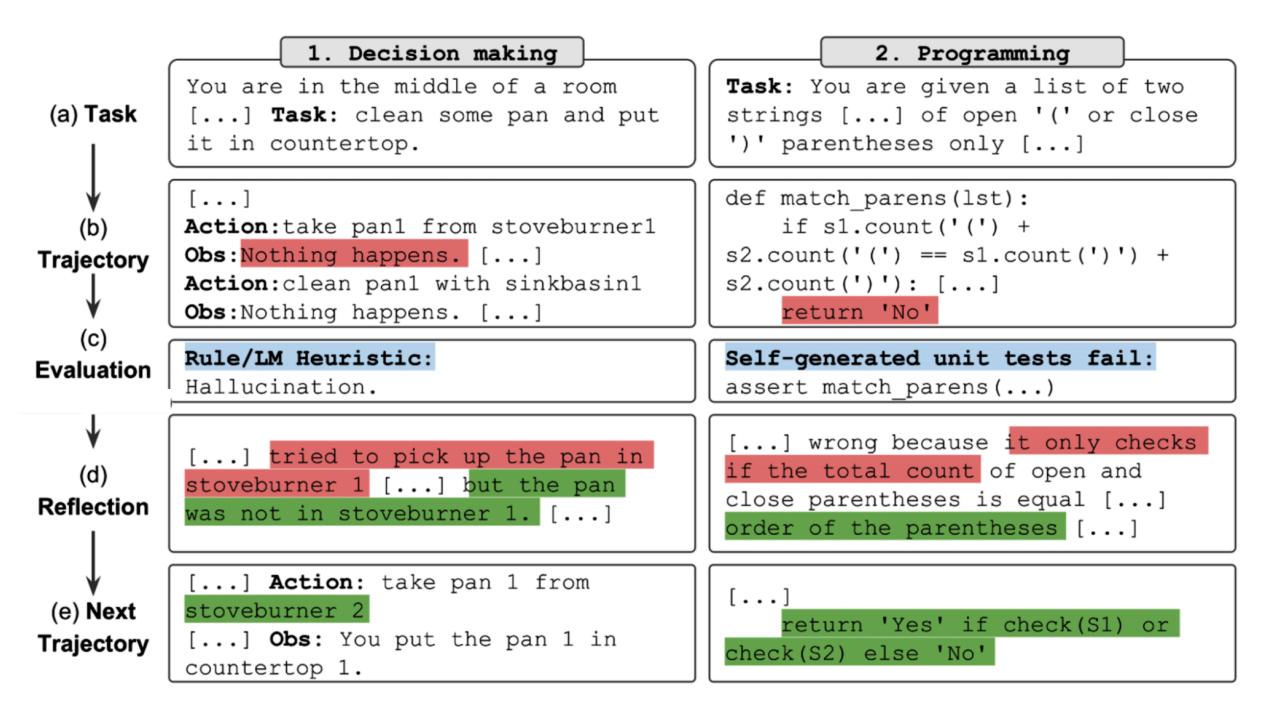 1. Decision making
2. Programming
(a) Task
You are in the middle of a room
[...] Task: clean some pan and put
it in countertop.
Task: You are given a list of two
strings [...] of open '(' or close
')' parentheses only [...]
(b)
Trajectory
[...]
Action:take pan1 from stoveburner1
Obs:Nothing happens. [...]
Action:clean pan1 with sinkbasin1
Obs:Nothing happens. [...]
def match_parens(lst):
    if s1.count('(') +
s2.count('(') == s1.count(')') +
s2.count(')'): [...]
    return 'No'
(c)
Evaluation
Rule/LM Heuristic:
Hallucination.
Self-generated unit tests fail:
assert match_parens(...)
(d)
Reflection
[...] tried to pick up the pan in
stoveburner 1 [...] but the pan
was not in stoveburner 1. [...]
[...] wrong because it only checks
if the total count of open and
close parentheses is equal [...]
order of the parentheses [...]
(e) Next
Trajectory
[...] Action: take pan 1 from
stoveburner 2
[...] Obs: You put the pan 1 in
countertop 1.
[...]
    return 'Yes' if check(S1) or
check(S2) else 'No'